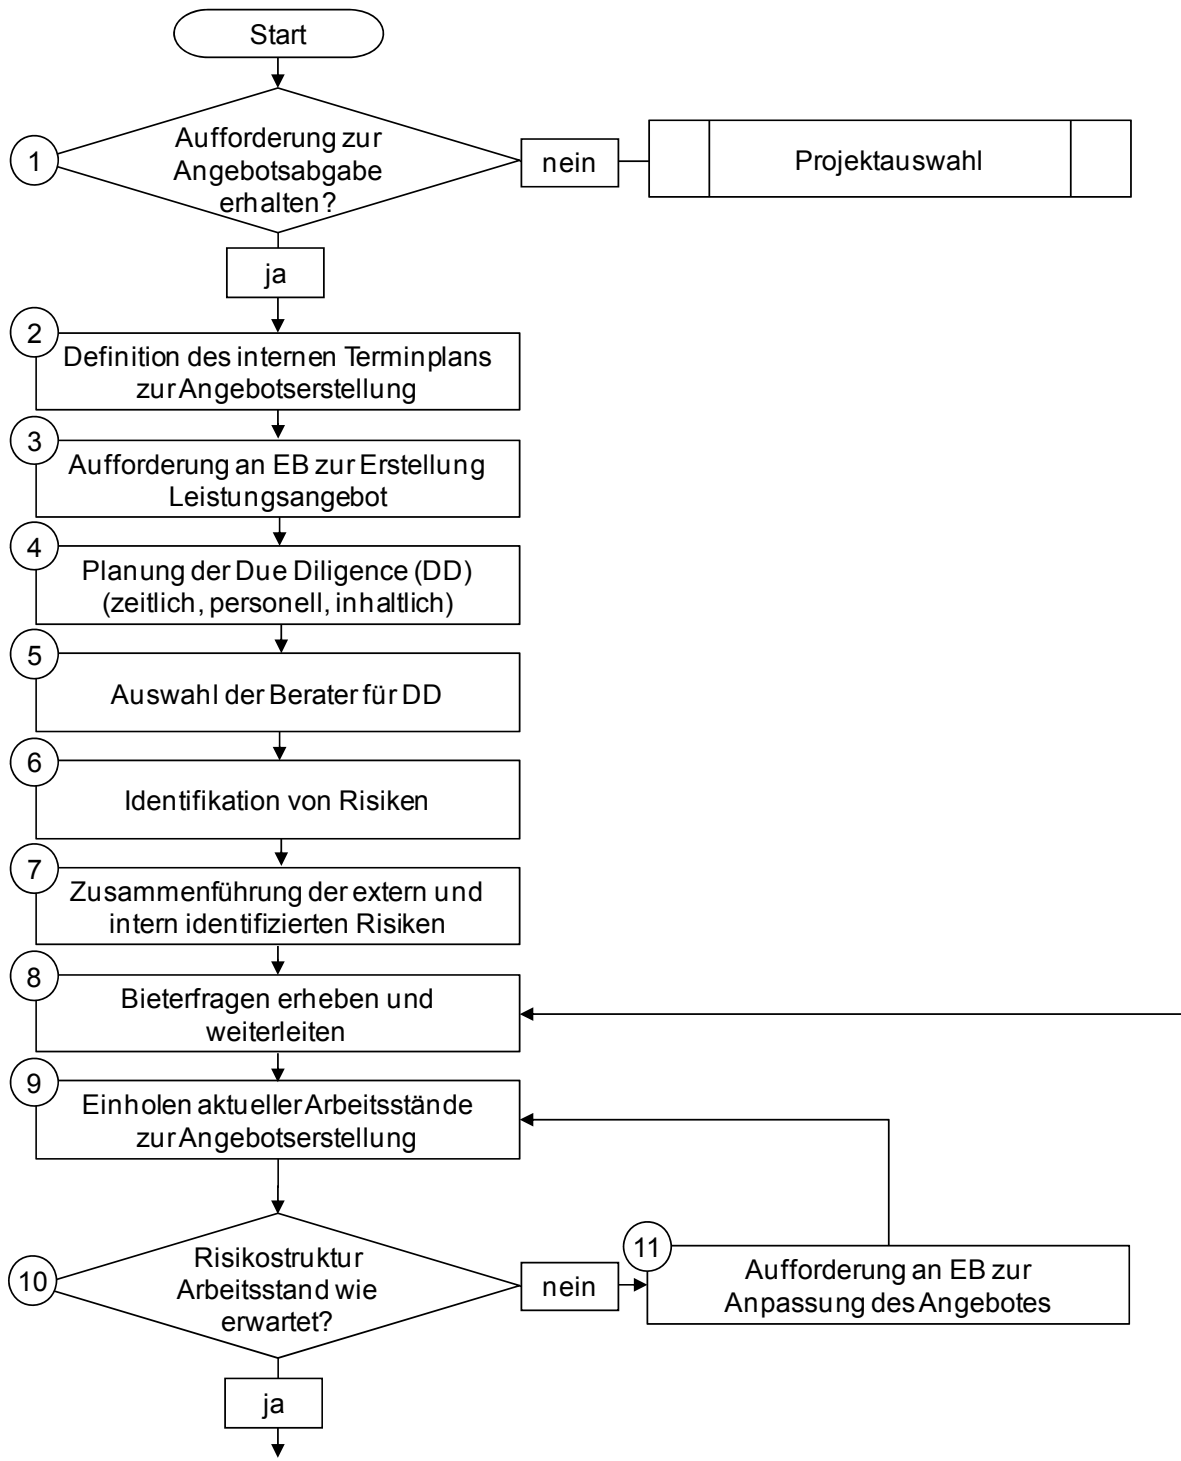 Start
1
Aufforderung zur
Angebotsabgabe
erhalten?
nein
Projektauswahl
ja
2
Definition des internen Terminplans
zur Angebotserstellung
3
Aufforderung an EB zur Erstellung
Leistungsangebot
4
Planung der Due Diligence (DD)
(zeitlich, personell, inhaltlich)
5
Auswahl der Berater für DD
6
Identifikation von Risiken
7
Zusammenführung der extern und
intern identifizierten Risiken
8
Bieterfragen erheben und
weiterleiten
9
Einholen aktueller Arbeitsstände
zur Angebotserstellung
10
Risikostruktur
Arbeitsstand wie
erwartet?
nein
11
Aufforderung an EB zur
Anpassung des Angebotes
ja